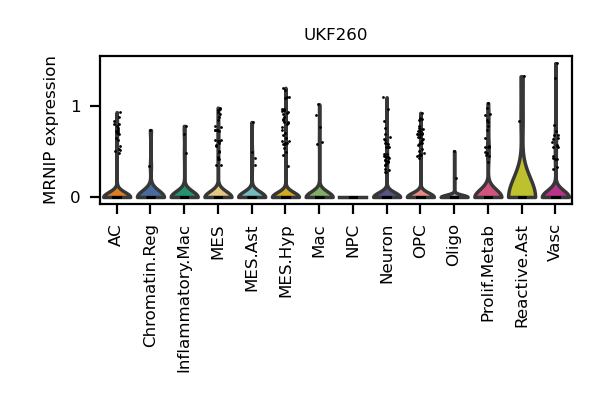 UKF260
MRNIP expression
1
0
AC
Chromatin.Reg
Inflammatory.Mac
MES
MES.Ast
MES.Hyp
Mac
NPC
Neuron
OPC
Oligo
Prolif.Metab
Reactive.Ast
Vasc